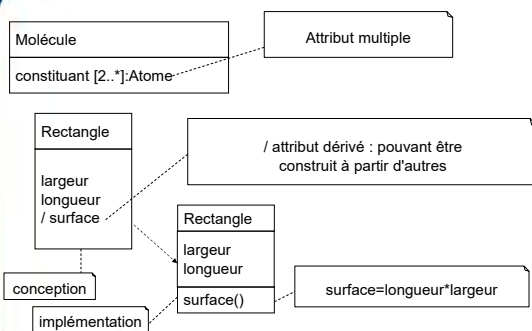 Molécule
Attribut multiple
constituant [2..*]:Atome
Rectangle
/ attribut dérivé : pouvant être
construit à partir d'autres
largeur
longueur
/ surface
Rectangle
largeur
longueur
conception
surface()
surface=longueur*largeur
implémentation